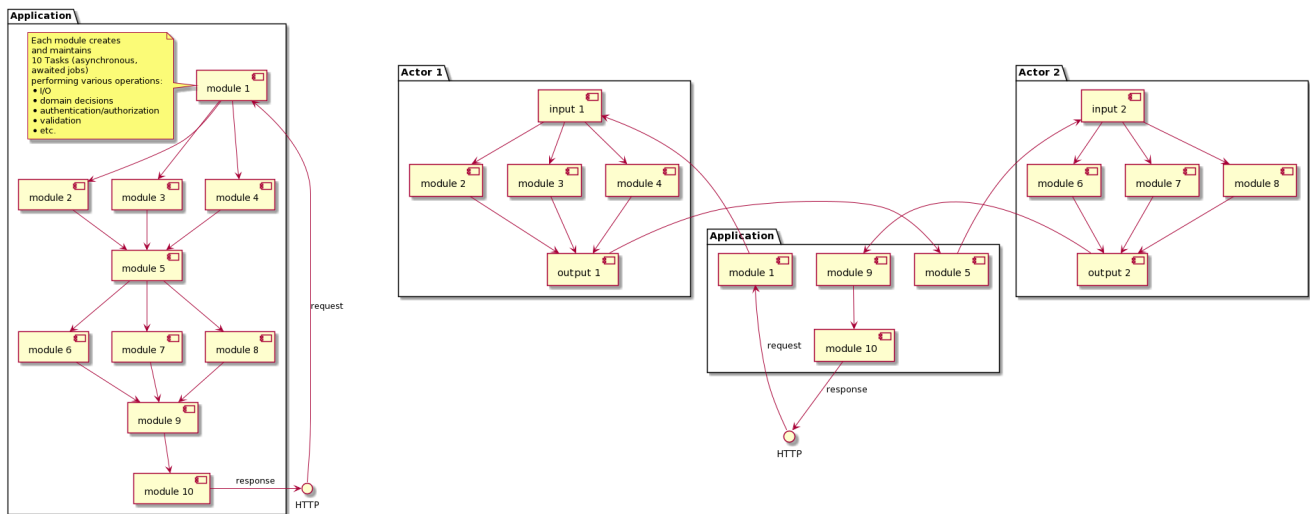 Application
Each module creates
and maintains
10 Tasks (asynchronous,
awaited jobs)
performing various operations:
• I/O
• domain decisions
• authentication/authorization
• validation
• etc.
module 1
module 2
module 3
module 4
module 5
request
module 6
module 7
module 8
module 9
module 10
response
HTTP
Actor 1
input 1
module 2
module 3
module 4
output 1
Application
module 1
module 9
module 5
request
module 10
response
HTTP
Actor 2
input 2
module 6
module 7
module 8
output 2